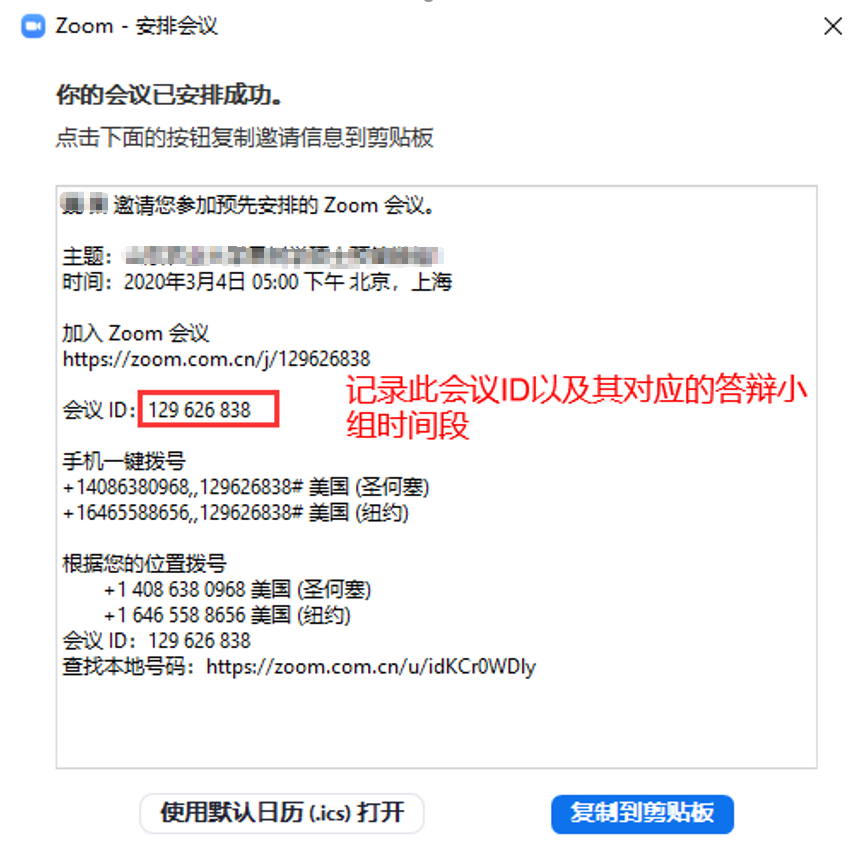 Zoom - 安排会议
你的会议已安排成功。
点击下面的按钮复制邀请信息到剪贴板
邀请您参加预先安排的 Zoom 会议。
主题：
时间：2020年3月4日 05:00 下午 北京，上海
加入 Zoom 会议
https://zoom.com.cn/j/129626838
会议 ID：129 626 838
记录此会议ID以及其对应的答辩小
组时间段
手机一键拨号
+14086380968,,129626838# 美国 (圣何塞)
+16465588656,,129626838# 美国 (纽约)
根据您的位置拨号
+1 408 638 0968 美国 (圣何塞)
+1 646 558 8656 美国 (纽约)
会议 ID：129 626 838
查找本地号码：https://zoom.com.cn/u/idKCr0WDIy
使用默认日历 (.ics) 打开
复制到剪贴板